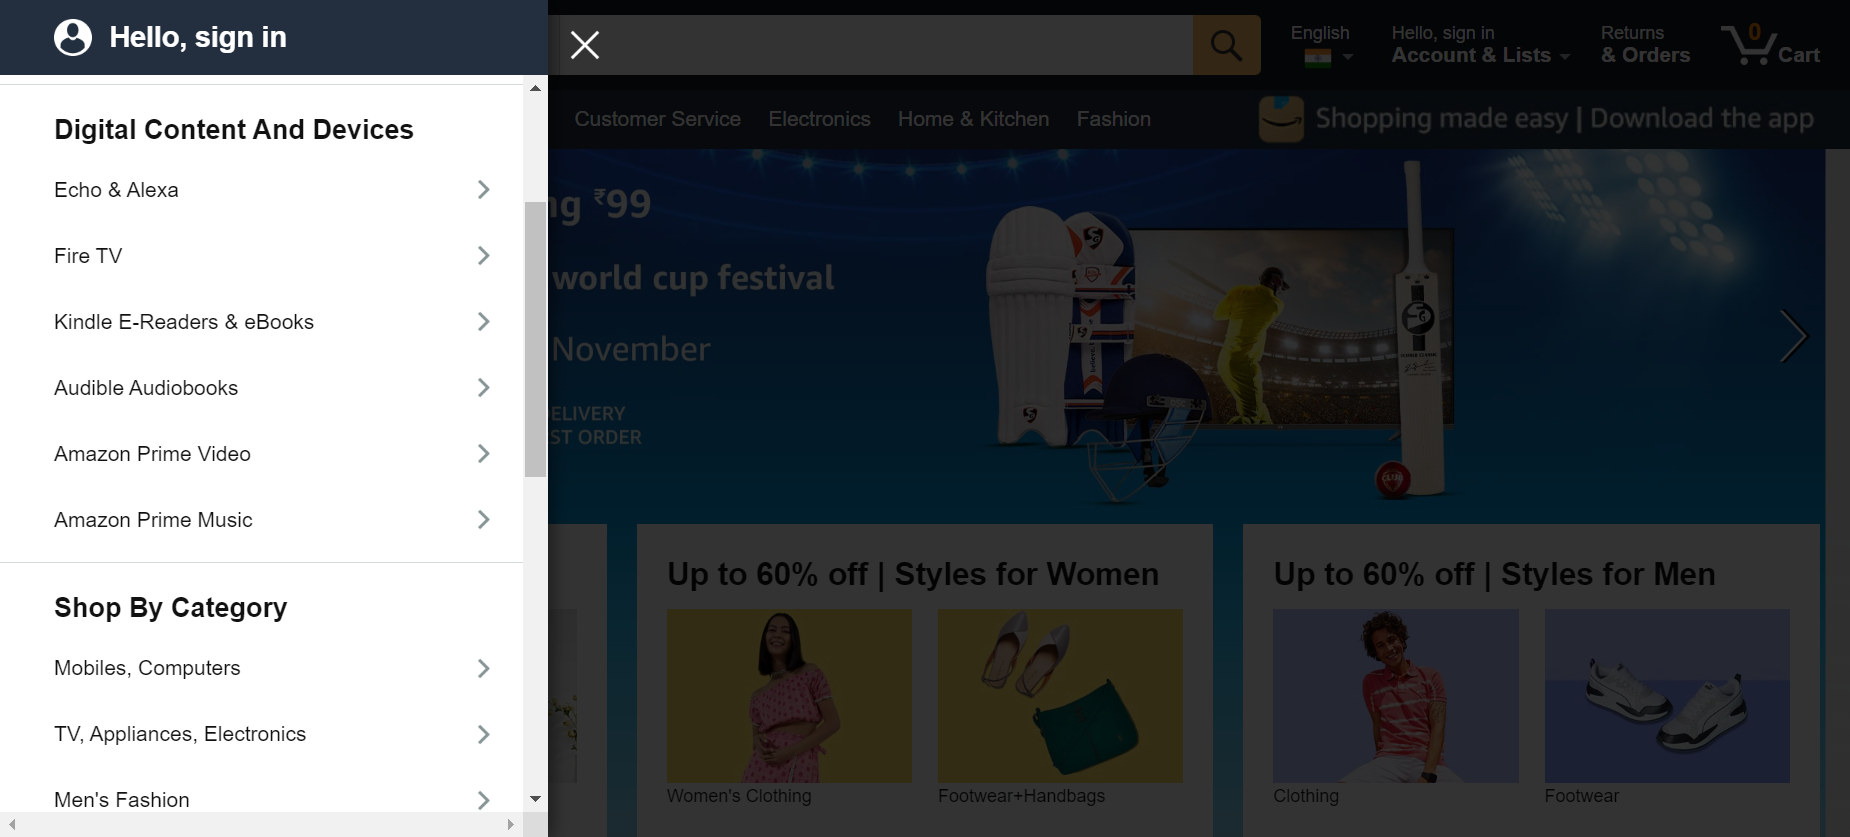 Hello, sign in
Digital Content And Devices
Echo & Alexa
Fire TV
Kindle E-Readers & eBooks
Audible Audiobooks
Amazon Prime Video
Amazon Prime Music
Shop By Category
Mobiles, Computers
TV, Appliances, Electronics
Men's Fashion
English
Hello, sign in
Account & Lists
Returns
& Orders
0
Cart
Customer Service
Electronics
Home & Kitchen
Fashion
Shopping made easy | Download the app
₹99
world cup festival
November
ORDER
Up to 60% off | Styles for Women
Women's Clothing
Footwear+Handbags
Up to 60% off | Styles for Men
Clothing
Footwear